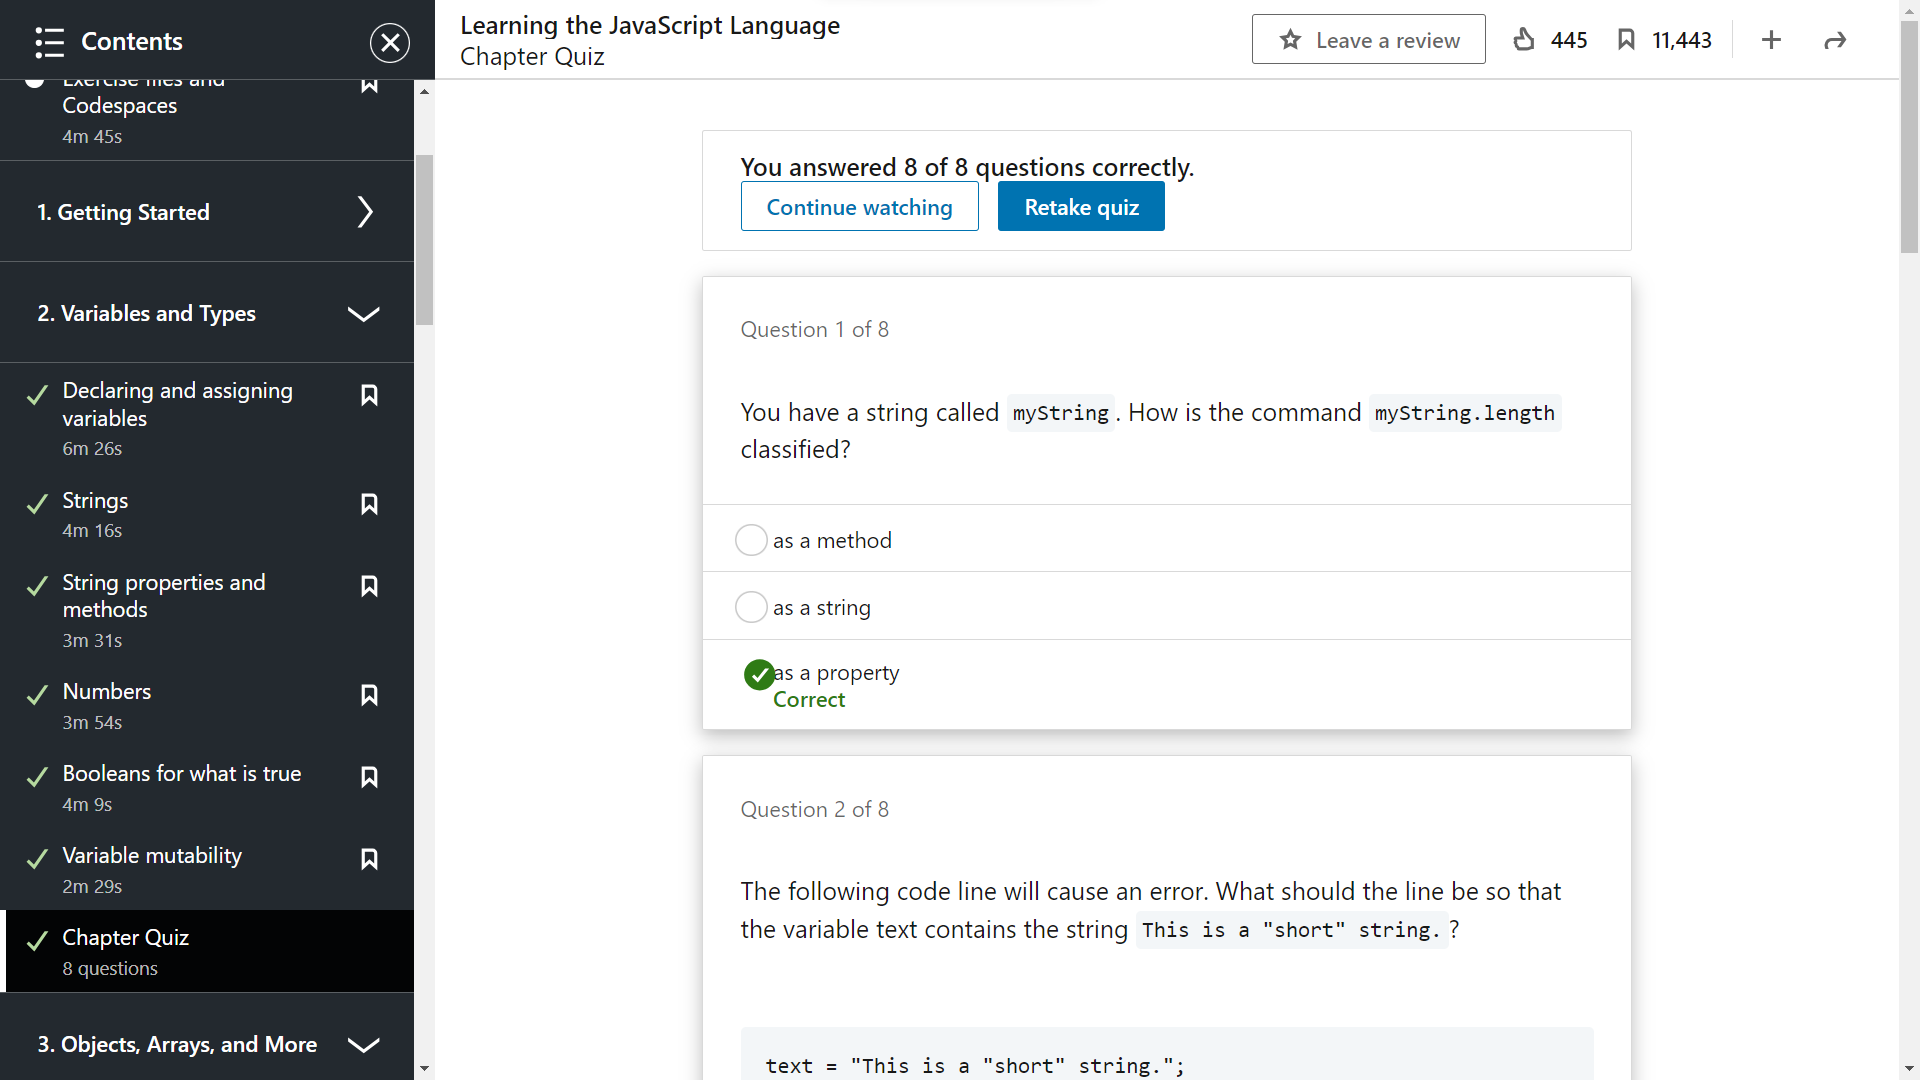 Contents
Exercise files and
Codespaces
4m 45s
1. Getting Started
2. Variables and Types
Declaring and assigning
variables
6m 26s
Strings
4m 16s
String properties and
methods
3m 31s
Numbers
3m 54s
Booleans for what is true
4m 9s
Variable mutability
2m 29s
Chapter Quiz
8 questions
3. Objects, Arrays, and More
Learning the JavaScript Language
Chapter Quiz
Leave a review
445
11,443
You answered 8 of 8 questions correctly.
Continue watching
Retake quiz
Question 1 of 8
You have a string called myString. How is the command myString.length
classified?
as a method
as a string
as a property
Correct
Question 2 of 8
The following code line will cause an error. What should the line be so that
the variable text contains the string This is a "short" string.?
text = "This is a "short" string.";